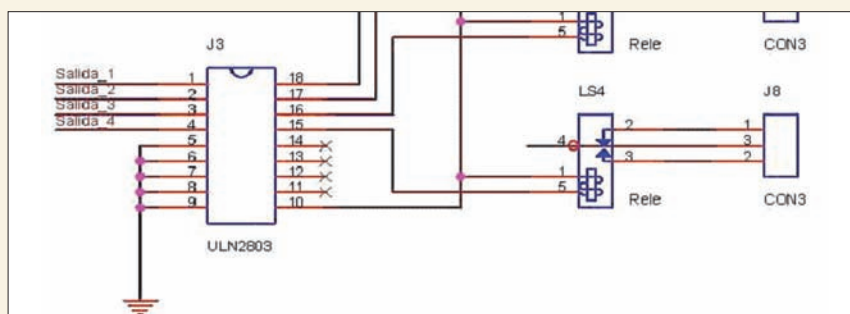 1
5
Rele
CON3
J3
Salida_1 1 18
Salida_2 2 17
Salida_3 3 16
Salida_4 4 15
5 14
6 13
7 12
8 11
9 10
ULN2803
LS4
J8
2 1
4 3
3 2
1
5
Rele
CON3